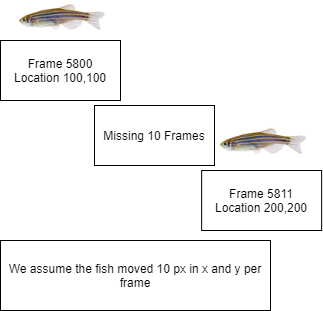 Frame 5800
Location 100,100
Missing 10 Frames
Frame 5811
Location 200,200
We assume the fish moved 10 px in x and y per
frame